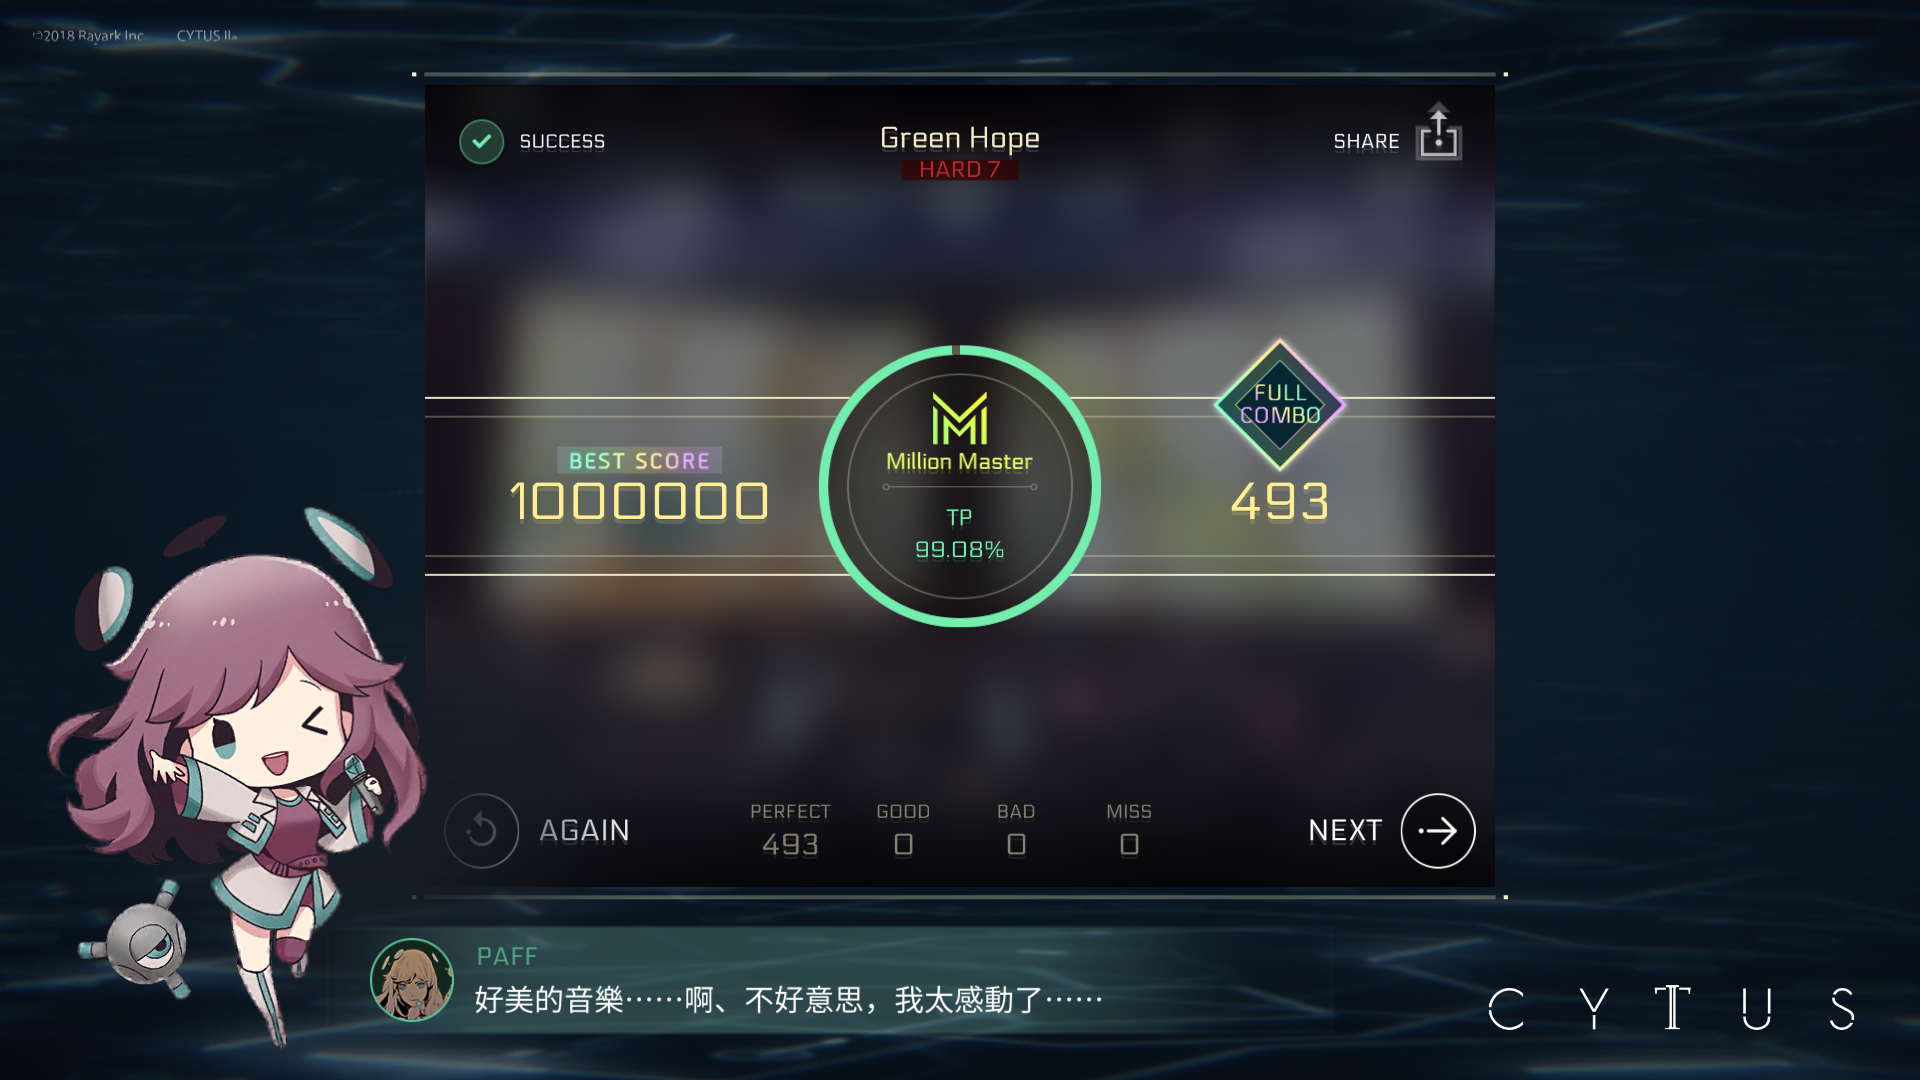 ©2018 Rayark Inc. CYTUS II
SUCCESS
Green Hope
HARD 7
SHARE
FULL
COMBO
BEST SCORE
1000000
Million Master
TP
99.08%
493
AGAIN
PERFECT GOOD BAD MISS
493 0 0 0
NEXT
PAFF
好美的音樂……啊、不好意思，我太感動了……
CYTUS